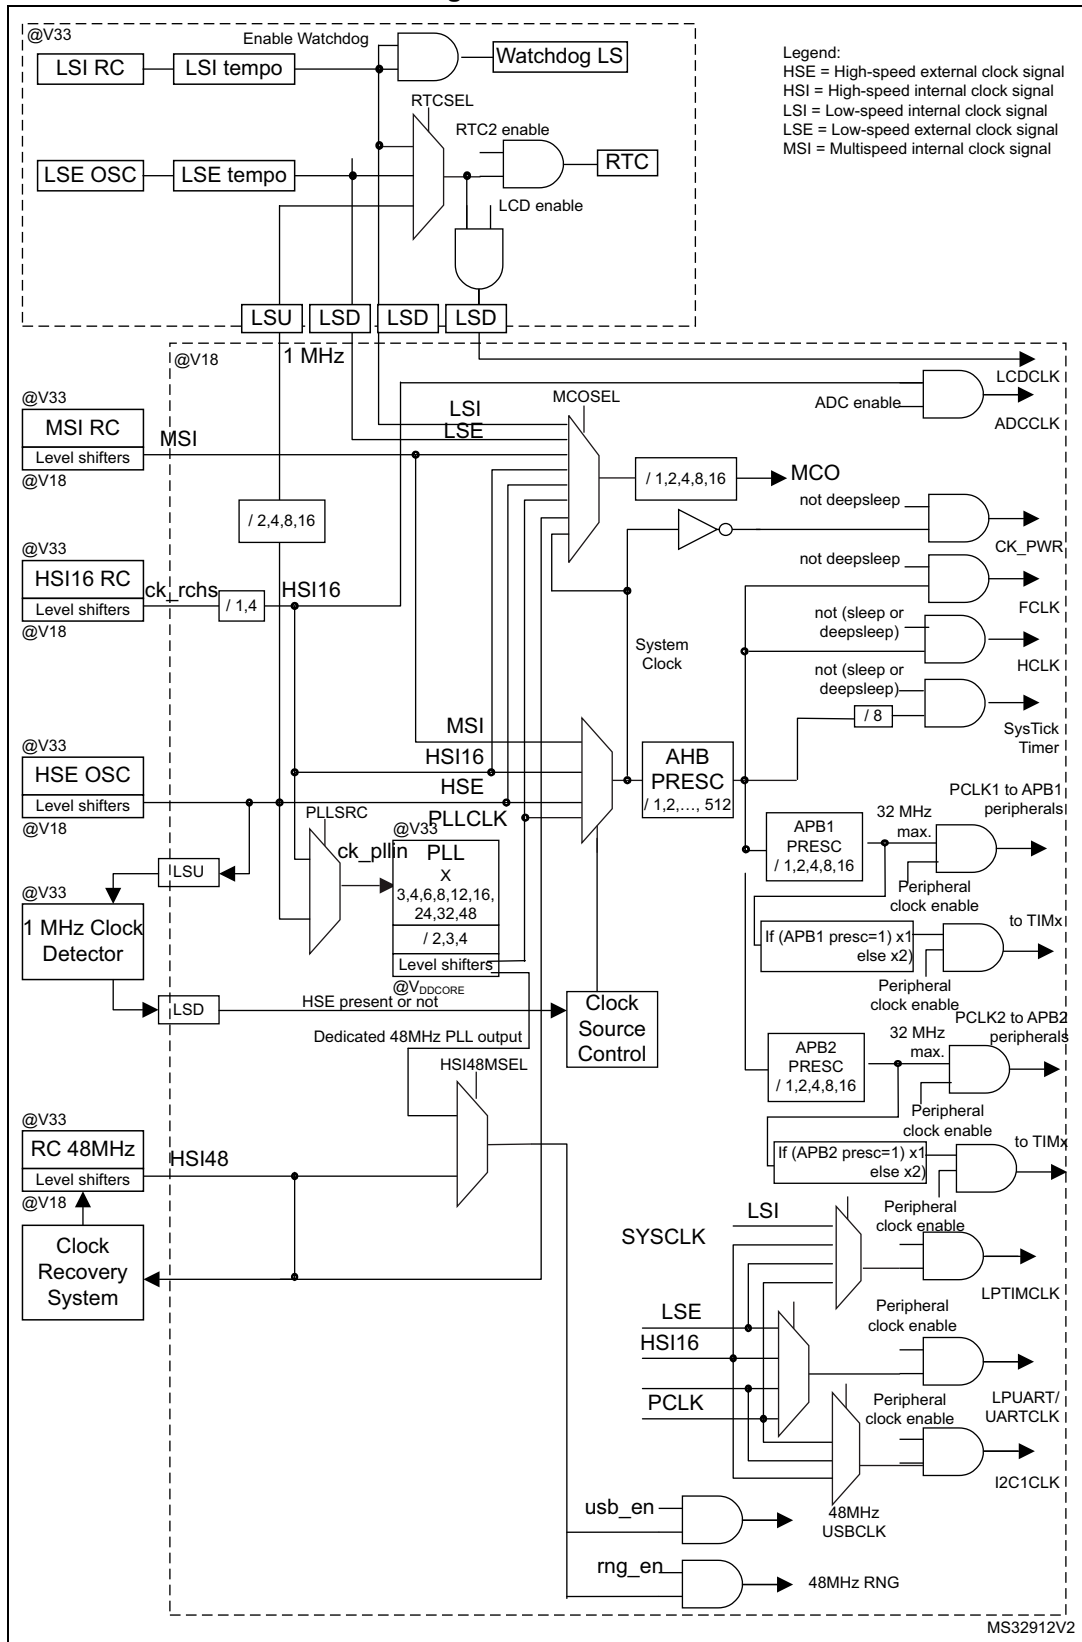 @V33
Enable Watchdog
LSI RC
LSI tempo
Watchdog LS
Legend:
HSE = High-speed external clock signal
HSI = High-speed internal clock signal
LSI = Low-speed internal clock signal
LSE = Low-speed external clock signal
MSI = Multispeed internal clock signal
RTCSEL
RTC2 enable
LSE OSC
LSE tempo
RTC
LCD enable
LSU
LSD
LSD
LSD
@V18
1 MHz
LCDCLK
@V33
MSI RC
Level shifters
@V18
MSI
LSI
LSE
MCOSEL
ADC enable
ADCCLK
/ 1,2,4,8,16
MCO
/ 2,4,8,16
not deepsleep
CK_PWR
@V33
HSI16 RC
Level shifters
@V18
ck_rchs
/ 1,4
HSI16
not deepsleep
FCLK
not (sleep or
deepsleep)
HCLK
System
Clock
not (sleep or
deepsleep)
/ 8
SysTick
Timer
@V33
HSE OSC
Level shifters
@V18
MSI
HSI16
HSE
PLLCLK
AHB
PRESC
/ 1,2,..., 512
PCLK1 to APB1
peripherals
32 MHz
max.
APB1
PRESC
/ 1,2,4,8,16
Peripheral
clock enable
PLLSRC
ck_pllin
@V33
PLL
X
3,4,6,8,12,16,
24,32,48
/ 2,3,4
Level shifters
@VDDCORE
LSU
@V33
1 MHz Clock
Detector
LSD
HSE present or not
Clock
Source
Control
If (APB1 presc=1) x1
else x2)
to TIMx
Peripheral
clock enable
PCLK2 to APB2
peripherals
32 MHz
max.
APB2
PRESC
/ 1,2,4,8,16
Peripheral
clock enable
Dedicated 48MHz PLL output
HSI48MSEL
@V33
RC 48MHz
Level shifters
@V18
HSI48
If (APB2 presc=1) x1
else x2)
to TIMx
Peripheral
clock enable
Clock
Recovery
System
LSI
SYSCLK
LPTIMCLK
LSE
HSI16
PCLK
Peripheral
clock enable
LPUART/
UARTCLK
Peripheral
clock enable
I2C1CLK
usb_en
48MHz
USBCLK
rng_en
48MHz RNG
MS32912V2